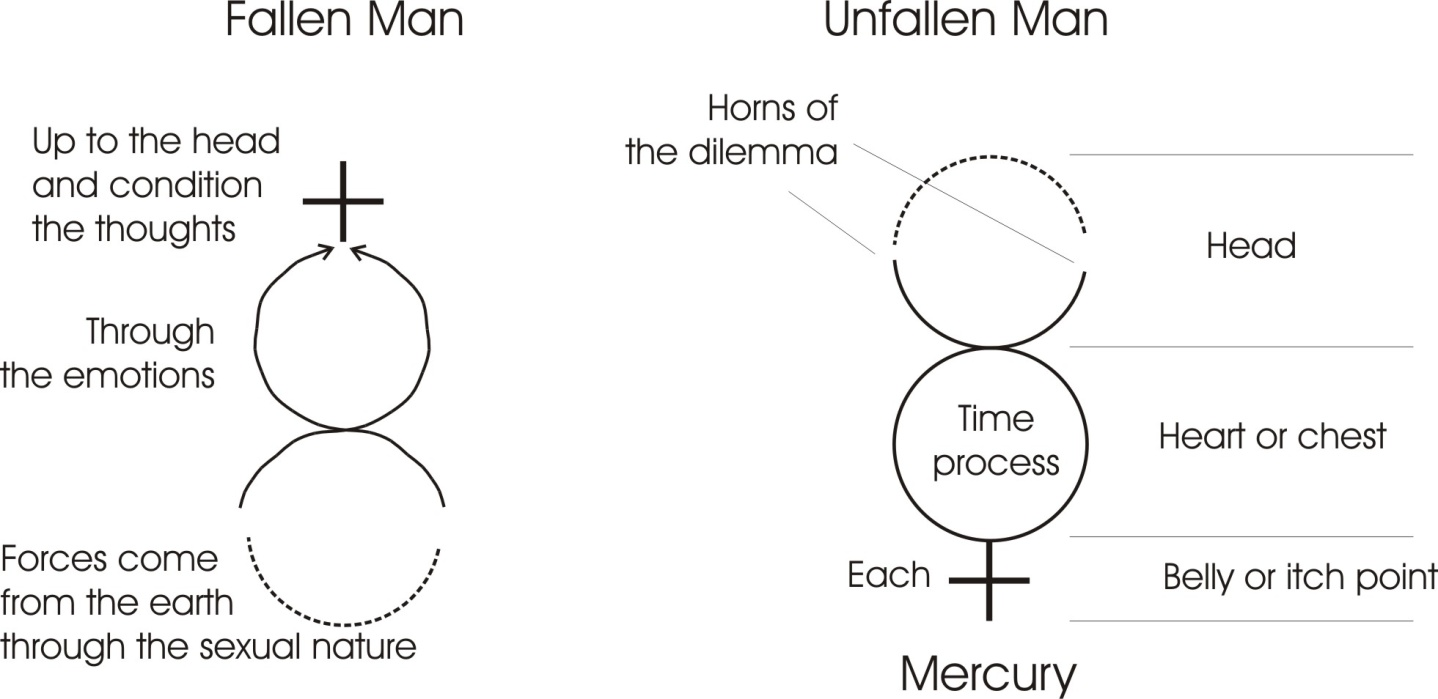 Fallen Man
Up to the head
and condition
the thoughts
Through
the emotions
Forces come
from the earth
through the sexual nature
Unfallen Man
Horns of
the dilemma
Head
Time
process
Heart or chest
Each
Belly or itch point
Mercury